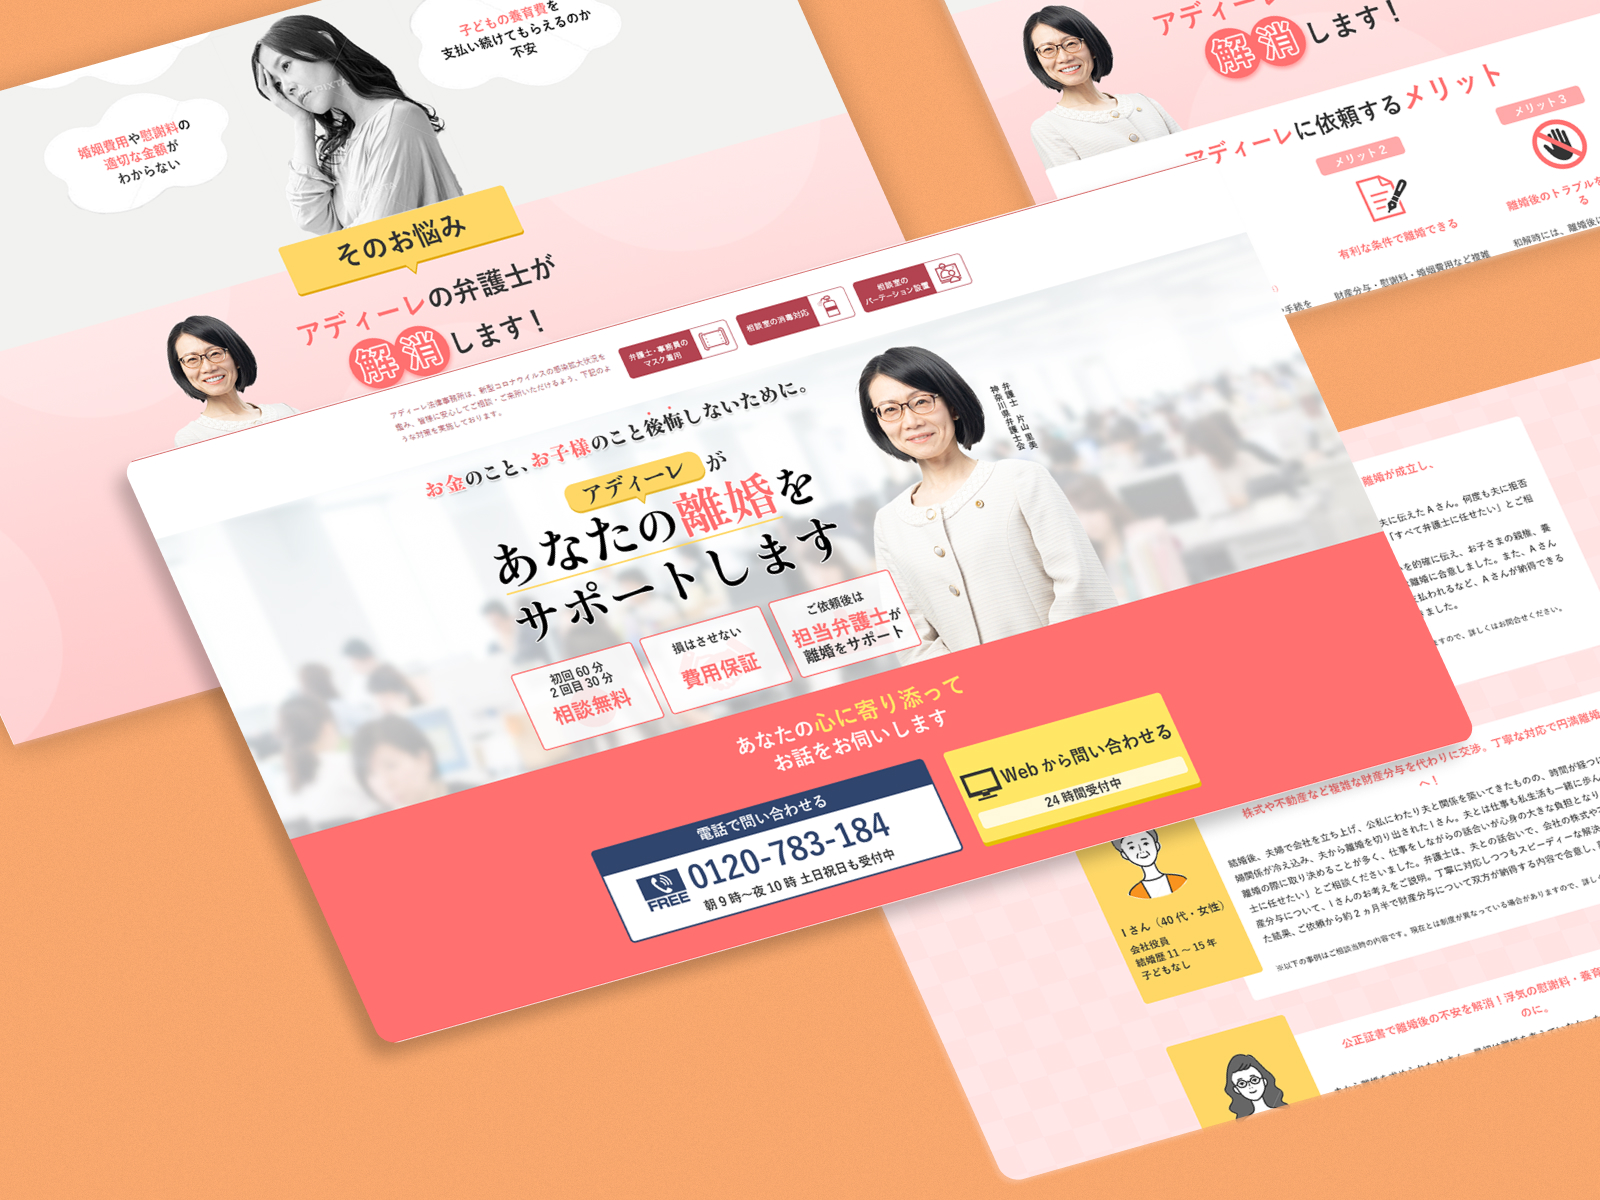 子どもの養育費を
支払い続けてもらえるのか
不安
婚姻費用や慰謝料の
適切な金額が
わからない
そのお悩み
アディーレの弁護士が
解消します！
アディーレ
解消します！
アディーレに依頼するメリット
メリット２
有利な条件で離婚できる
財産分与・慰謝料・婚姻費用など複雑
メリット３
離婚後のトラブルを
る
和解時には、離婚後に
手続を
アディーレ法律事務所は、新型コロナウイルスの感染拡大状況を
鑑み、皆様に安心してご相談・ご来所いただけるよう、下記のよ
うな対策を実施しております。
弁護士・事務員の
マスク着用
相談室の消毒対応
相談室の
パーテーション設置
お金のこと、お子様のこと後悔しないために。
アディーレが
あなたの離婚を
サポートします
弁護士 片山 里美
神奈川県弁護士会
初回60分
2回目30分
相談無料
損はさせない
費用保証
ご依頼後は
担当弁護士が
離婚をサポート
あなたの心に寄り添って
お話をお伺いします
電話で問い合わせる
FREE
0120-783-184
朝9時〜夜10時 土日祝日も受付中
Webから問い合わせる
24時間受付中
離婚が成立し、
夫に伝えたAさん。何度も夫に拒否
「すべて弁護士に任せたい」とご相
を的確に伝え、お子さまの親権、養
離婚に合意しました。また、Aさん
払われるなど、Aさんが納得できる
ました。
ますので、詳しくはお問合せください。
株式や不動産など複雑な財産分与を代わりに交渉。丁寧な対応で円満離婚
へ！
結婚後、夫婦で会社を立ち上げ、公私にわたり夫と関係を築いてきたものの、時間が経つに
婦関係が冷え込み、夫から離婚を切り出されたIさん。夫とは仕事も私生活も一緒に歩ん
離婚の際に取り決めることが多く、仕事をしながらの話合いが心身の大きな負担となり
士に任せたい」とご相談くださいました。弁護士は、夫との話合いで、会社の株式や
産分与について、Iさんのお考えをご説明。丁寧に対応しつつもスピーディーな解決
た結果、ご依頼から約2ヵ月半で財産分与について双方が納得する内容で合意し、
※以下の事例はご相談当時の内容です。現在とは制度が異なっている場合がありますので、詳しく
Iさん（40代・女性）
会社役員
結婚歴11〜15年
子どもなし
公正証書で離婚後の不安を解消！浮気の慰謝料・養育
のに。